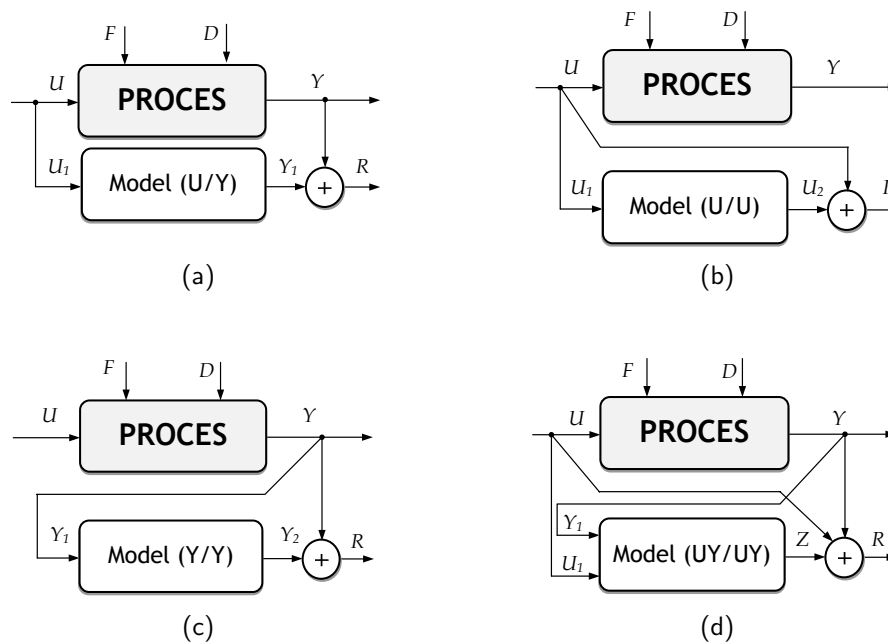 F D
U PROCES Y
U1 Model (U/Y) Y1 + R
(a)
F D
U PROCES Y
U1 Model (U/U) U2 +
(b)
F D
U PROCES Y
Y1 Model (Y/Y) Y2 + R
(c)
F D
U PROCES Y
Y1
U1 Model (UY/UY) Z + R
(d)